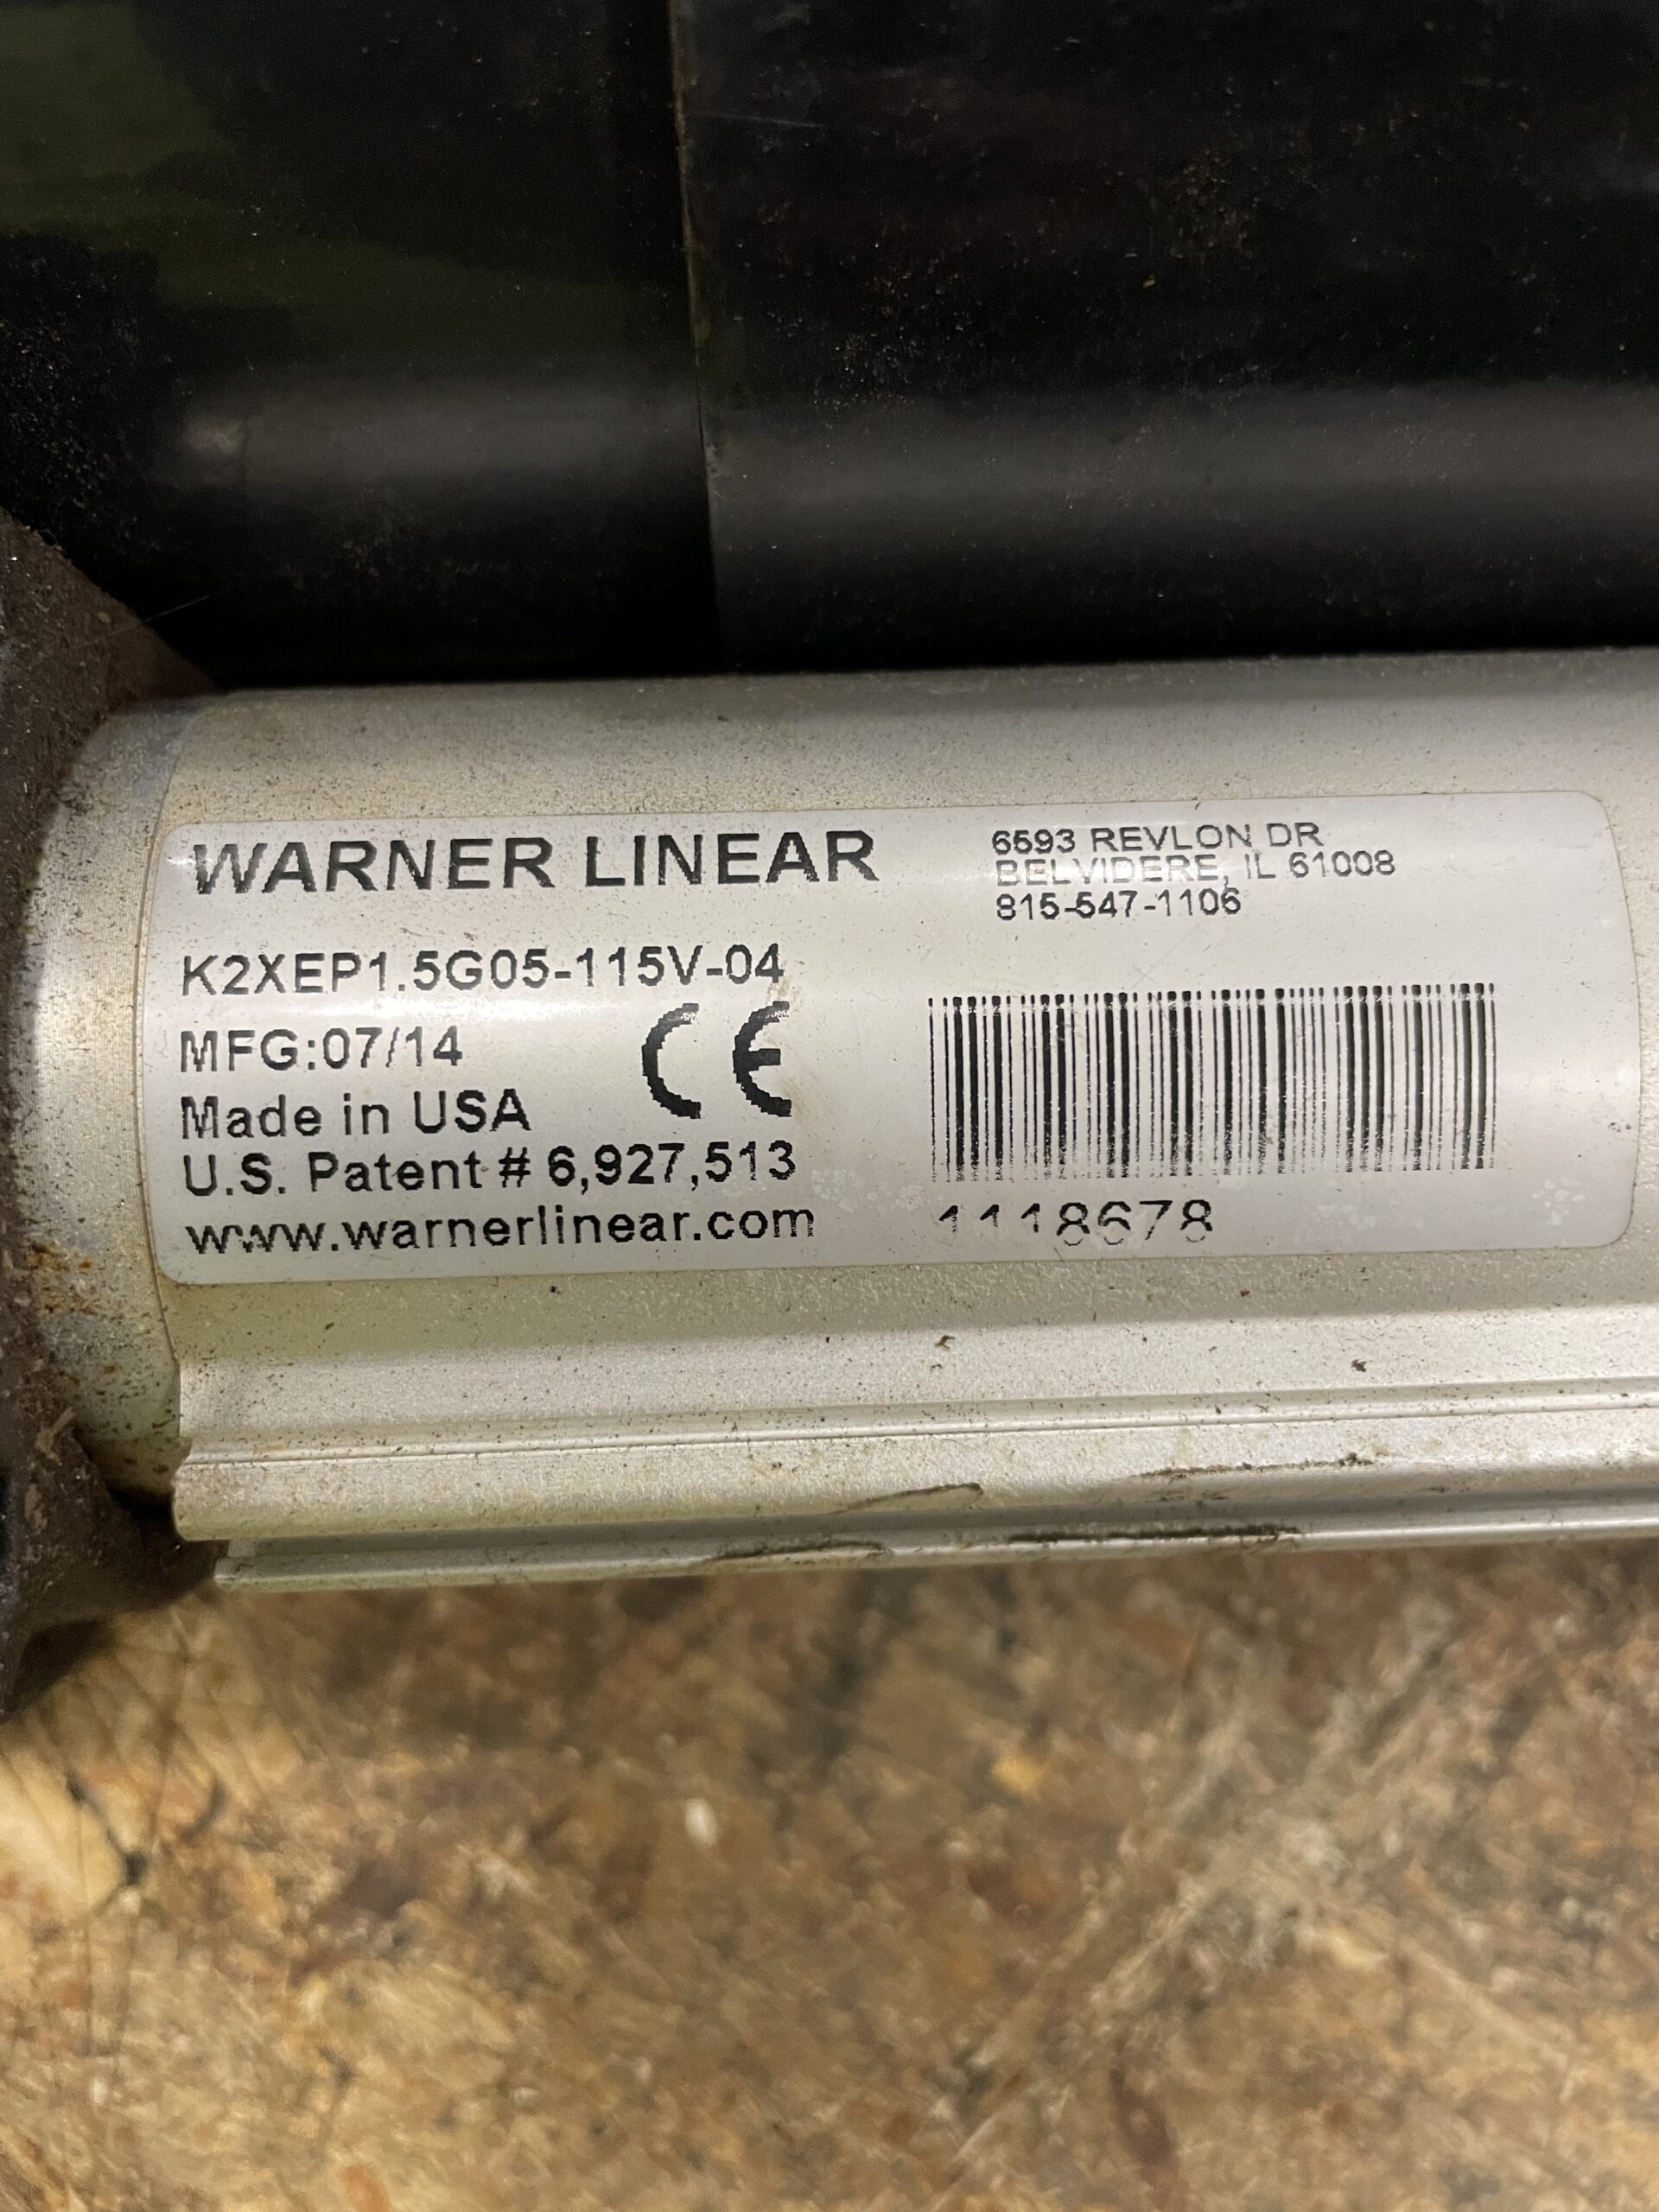 WARNER LINEAR
6593 REVLON DR
BELVIDERE, IL 61008
815-547-1106
K2XEP1.5G05-115V-04
MFG:07/14
CE
Made in USA
U.S. Patent # 6,927,513
www.warnerlinear.com
1118678